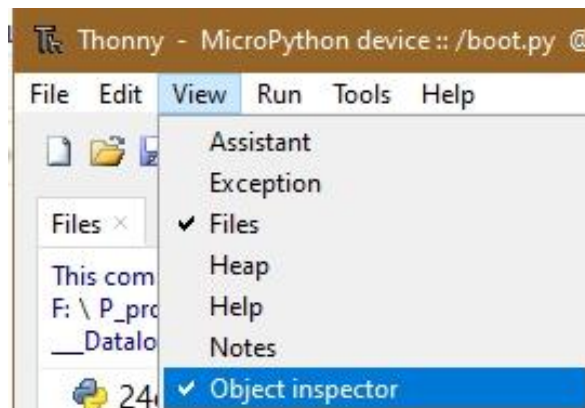 Thonny - MicroPython device :: /boot.py @
File Edit View Run Tools Help
Assistant
Exception
Files
✓ Files
This com
Heap
F: \ P_pro
Help
___Datalo
Notes
24
✓ Object inspector